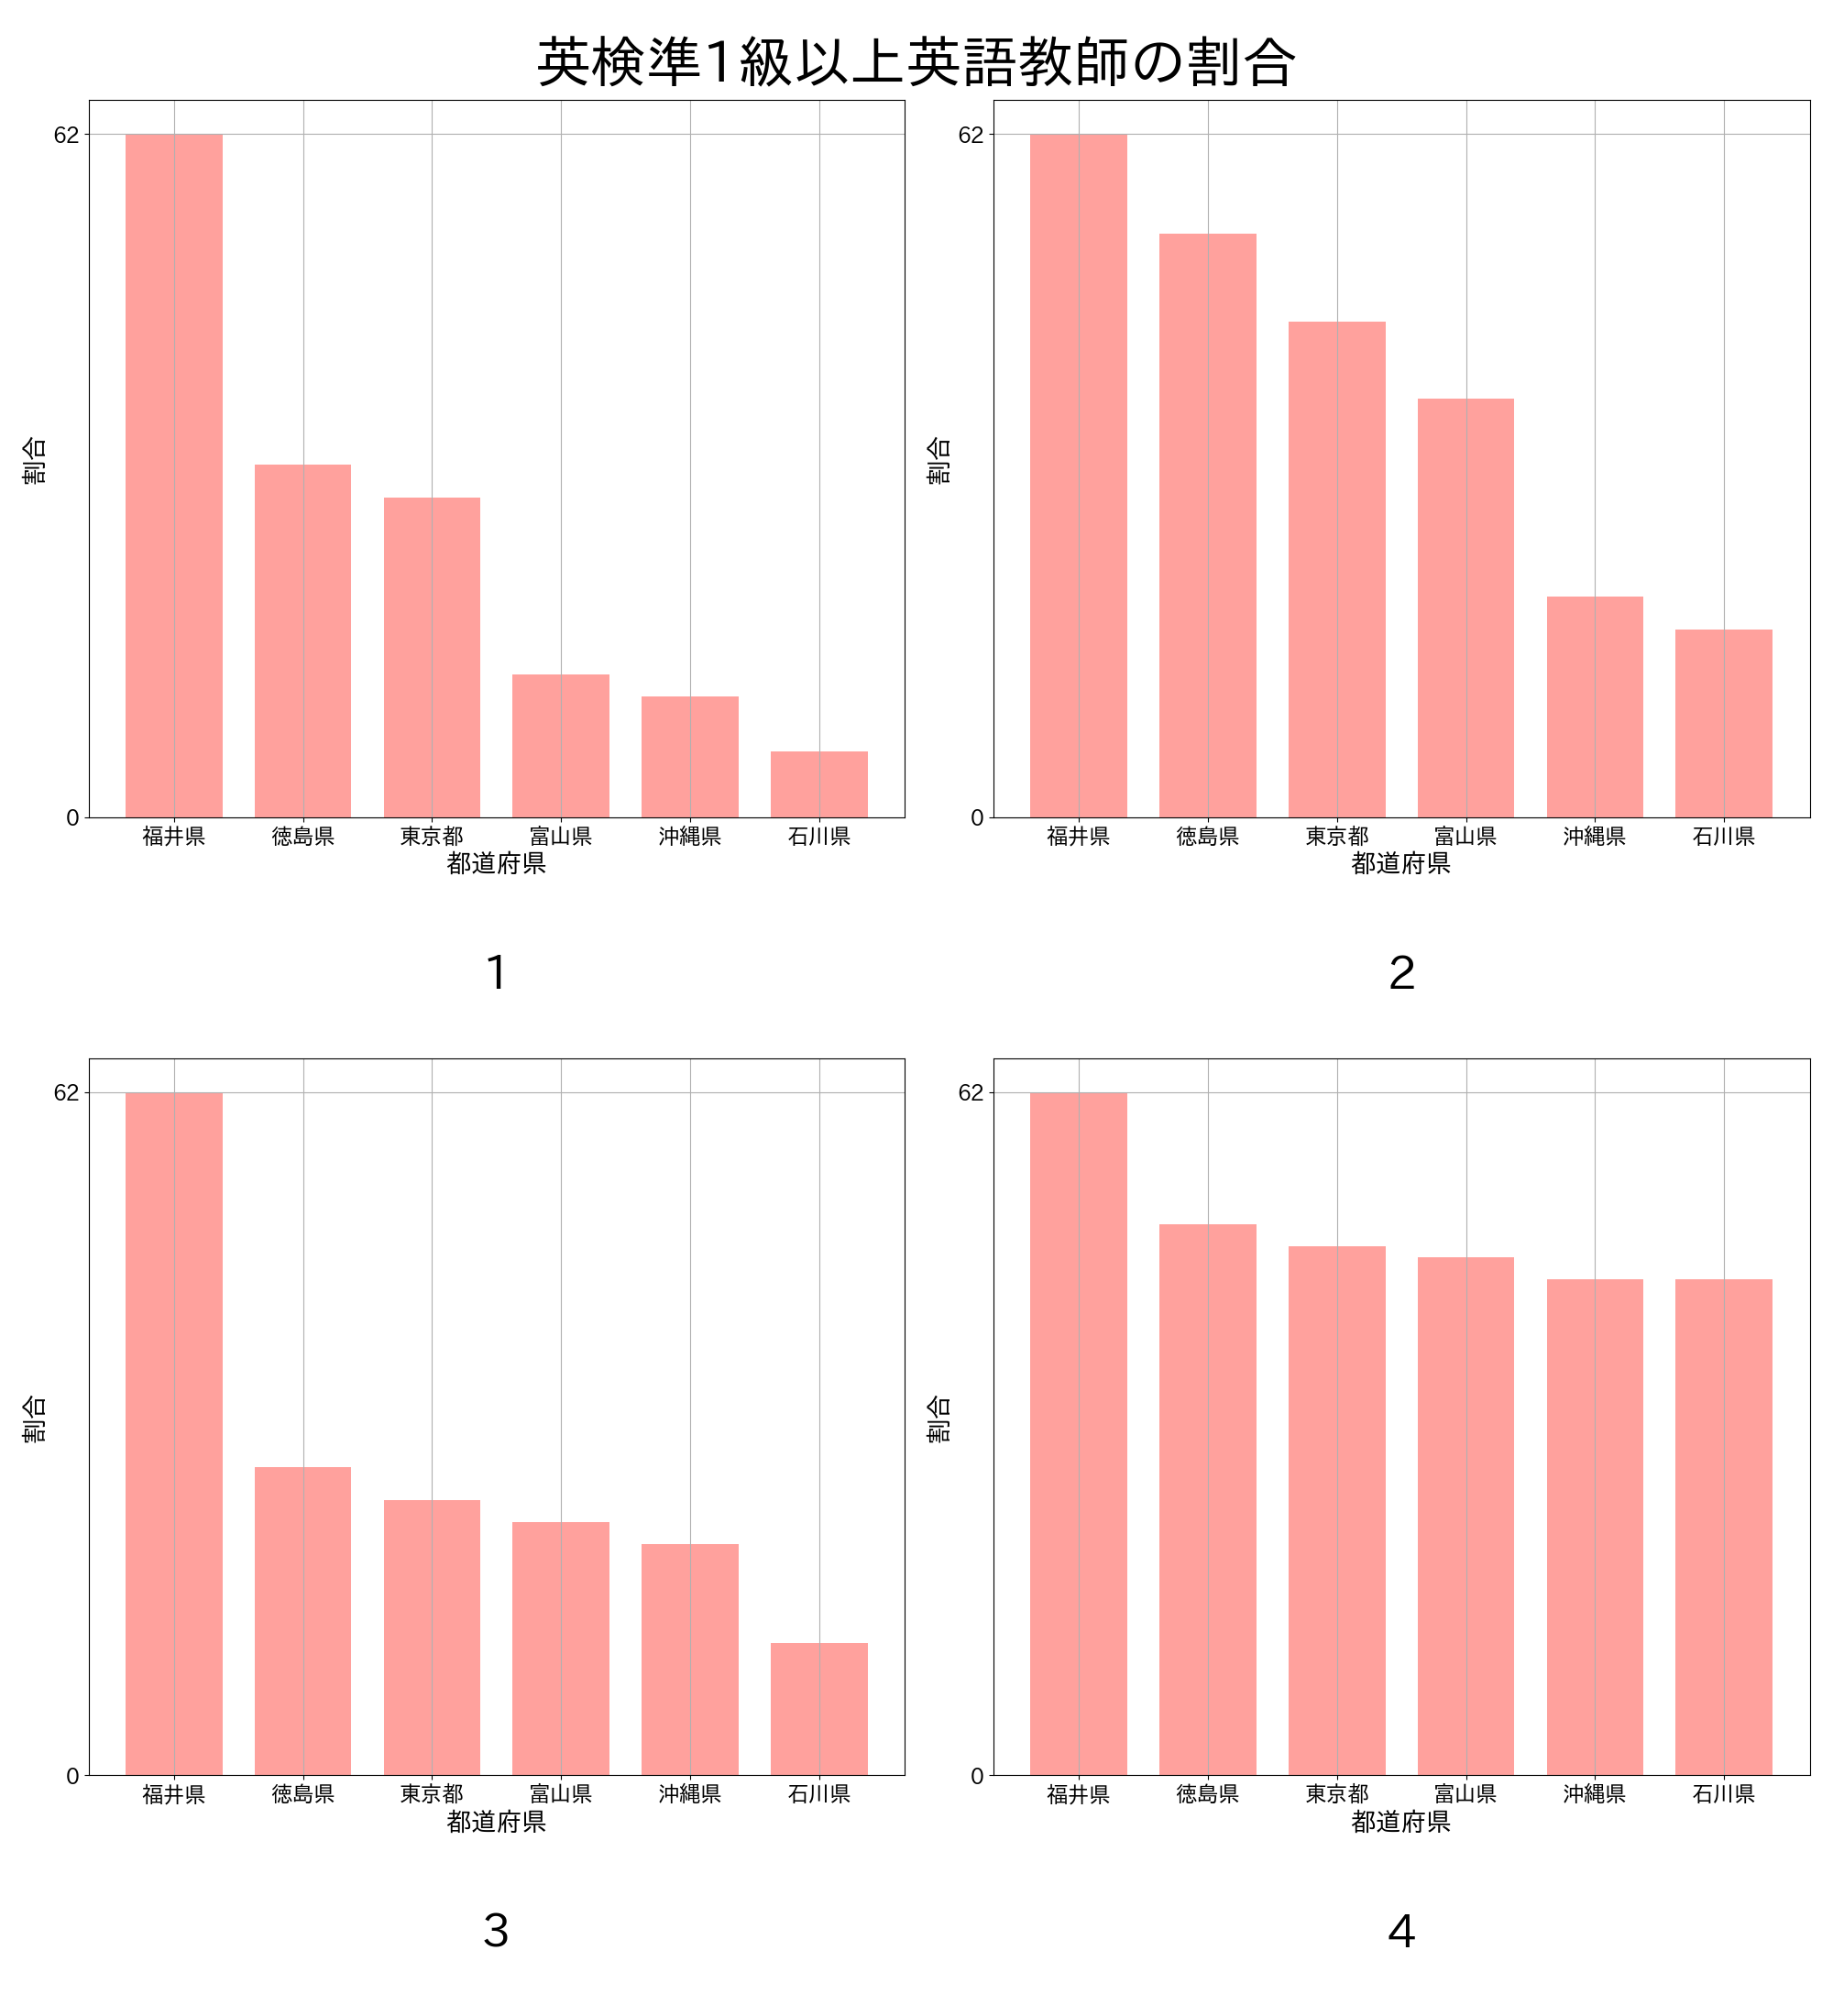 英検準1級以上英語教師の割合
62
0
割合
福井県 徳島県 東京都 富山県 沖縄県 石川県
都道府県
1
62
0
割合
福井県 徳島県 東京都 富山県 沖縄県 石川県
都道府県
2
62
0
割合
福井県 徳島県 東京都 富山県 沖縄県 石川県
都道府県
3
62
0
割合
福井県 徳島県 東京都 富山県 沖縄県 石川県
都道府県
4